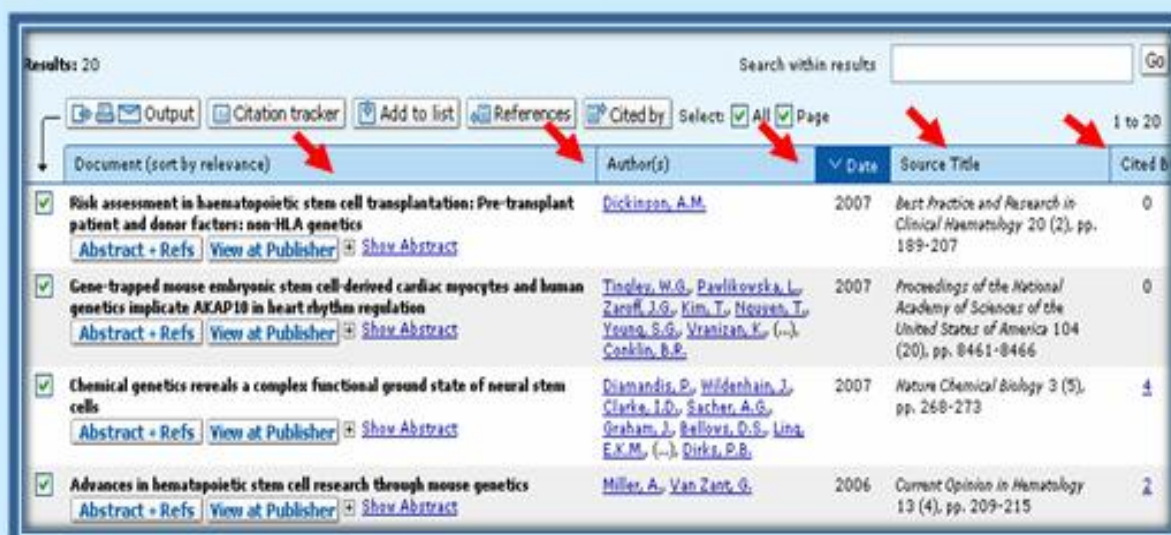 Results: 20 Search within results Go
Output Citation tracker Add to list References Cited by Select: All Page 1 to 20
Document (sort by relevance) Author(s) Date Source Title Cited B
Risk assessment in haematopoietic stem cell transplantation: Pre-transplant Dickinson, A.M. 2007 Best Practice and Research in 0
patient and donor factors: non-HLA genetics Clinical Haematology 20 (2), pp.
Abstract + Refs View at Publisher Show Abstract 189-207
Gene-trapped mouse embryonic stem cell-derived cardiac myocytes and human Tingley, W.G., Pawlikowska, L., 2007 Proceedings of the National 0
genetics implicate AKAP10 in heart rhythm regulation Zaroff, J.G., Kim, T., Nguyen, T., Academy of Sciences of the
Abstract + Refs View at Publisher Show Abstract Young, S.G., Vranizan, K., (...), United States of America 104
Conklin, B.R. (20), pp. 8461-8466
Chemical genetics reveals a complex functional ground state of neural stem Diamandis, P., Wildenhain, J., 2007 Nature Chemical Biology 3 (5), 4
cells Clarke, I.D., Sacher, A.G., pp. 268-273
Abstract + Refs View at Publisher Show Abstract Graham, J., Bellows, D.S., Ling,
E.K.M., (...), Dirks, P.B.
Advances in hematopoietic stem cell research through mouse genetics Miller, A., Van Zant, G. 2006 Current Opinion in Hematology 2
Abstract + Refs View at Publisher Show Abstract 13 (4), pp. 209-215